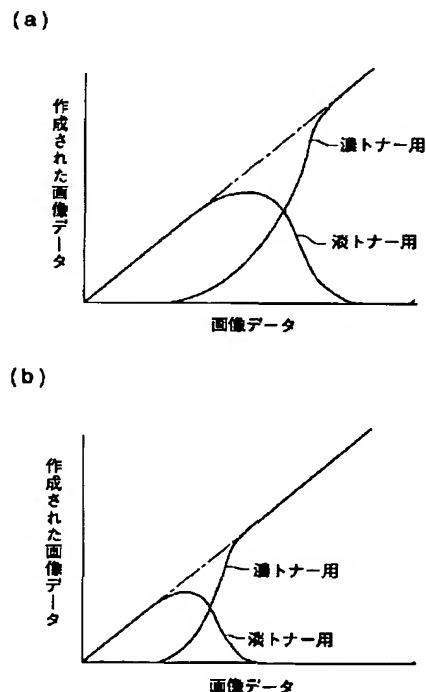 (a)
作成された画像データ
濃トナー用
淡トナー用
画像データ
(b)
作成された画像データ
濃トナー用
淡トナー用
画像データ